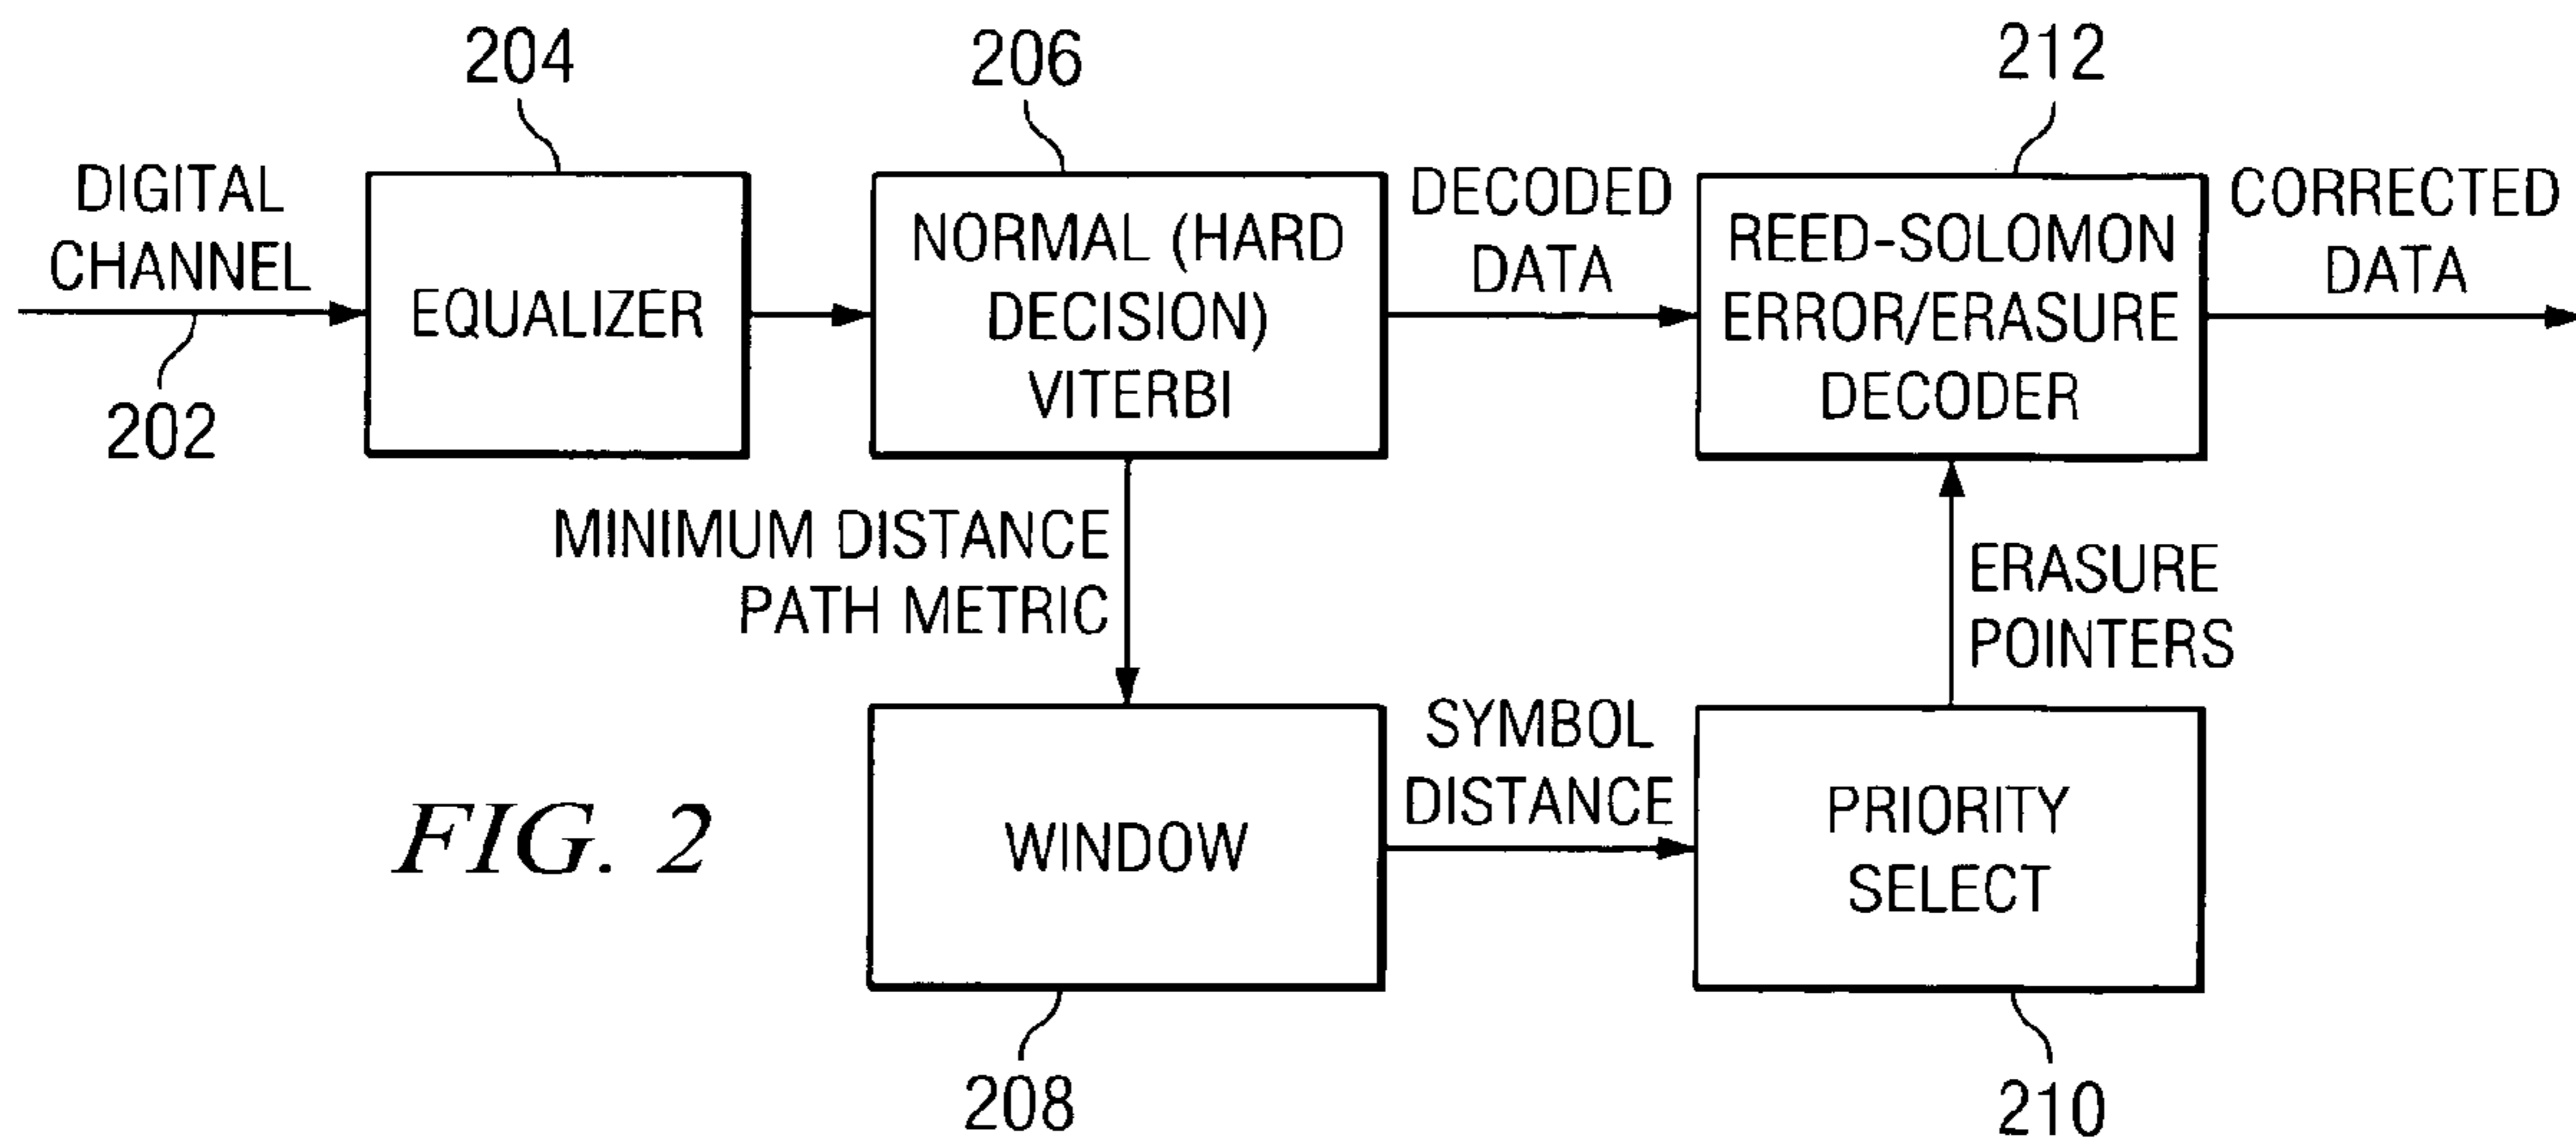 204
206
212
DIGITAL
CHANNEL
202
EQUALIZER
NORMAL (HARD
DECISION)
VITERBI
DECODED
DATA
REED-SOLOMON
ERROR/ERASURE
DECODER
CORRECTED
DATA
MINIMUM DISTANCE
PATH METRIC
ERASURE
POINTERS
FIG. 2
WINDOW
SYMBOL
DISTANCE
PRIORITY
SELECT
208
210